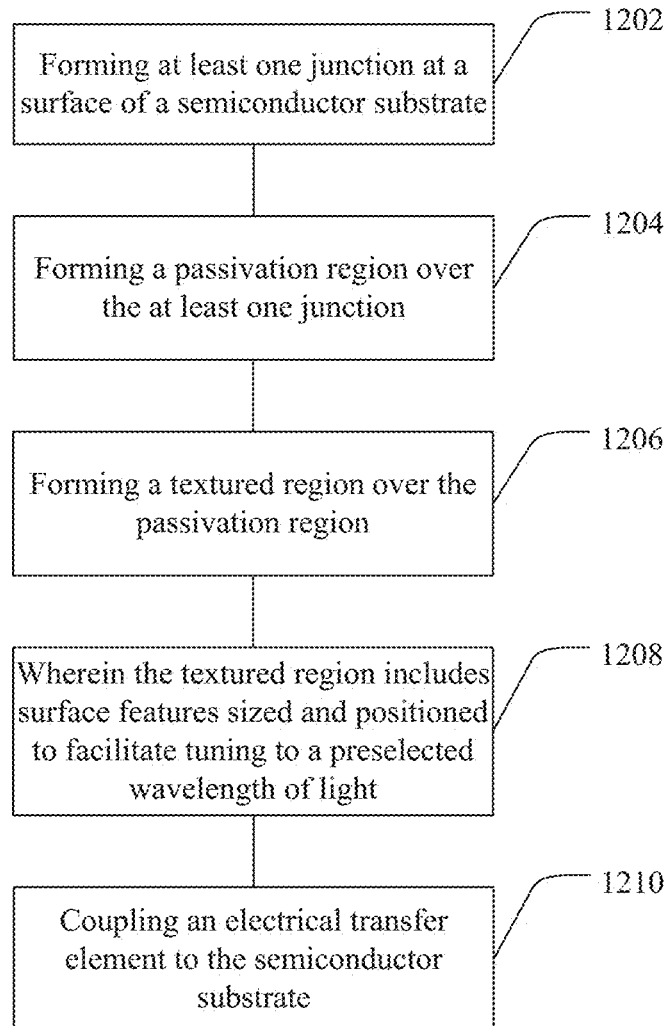 1202
Forming at least one junction at a
surface of a semiconductor substrate
1204
Forming a passivation region over
the at least one junction
1206
Forming a textured region over the
passivation region
1208
Wherein the textured region includes
surface features sized and positioned
to facilitate tuning to a preselected
wavelength of light
1210
Coupling an electrical transfer
element to the semiconductor
substrate